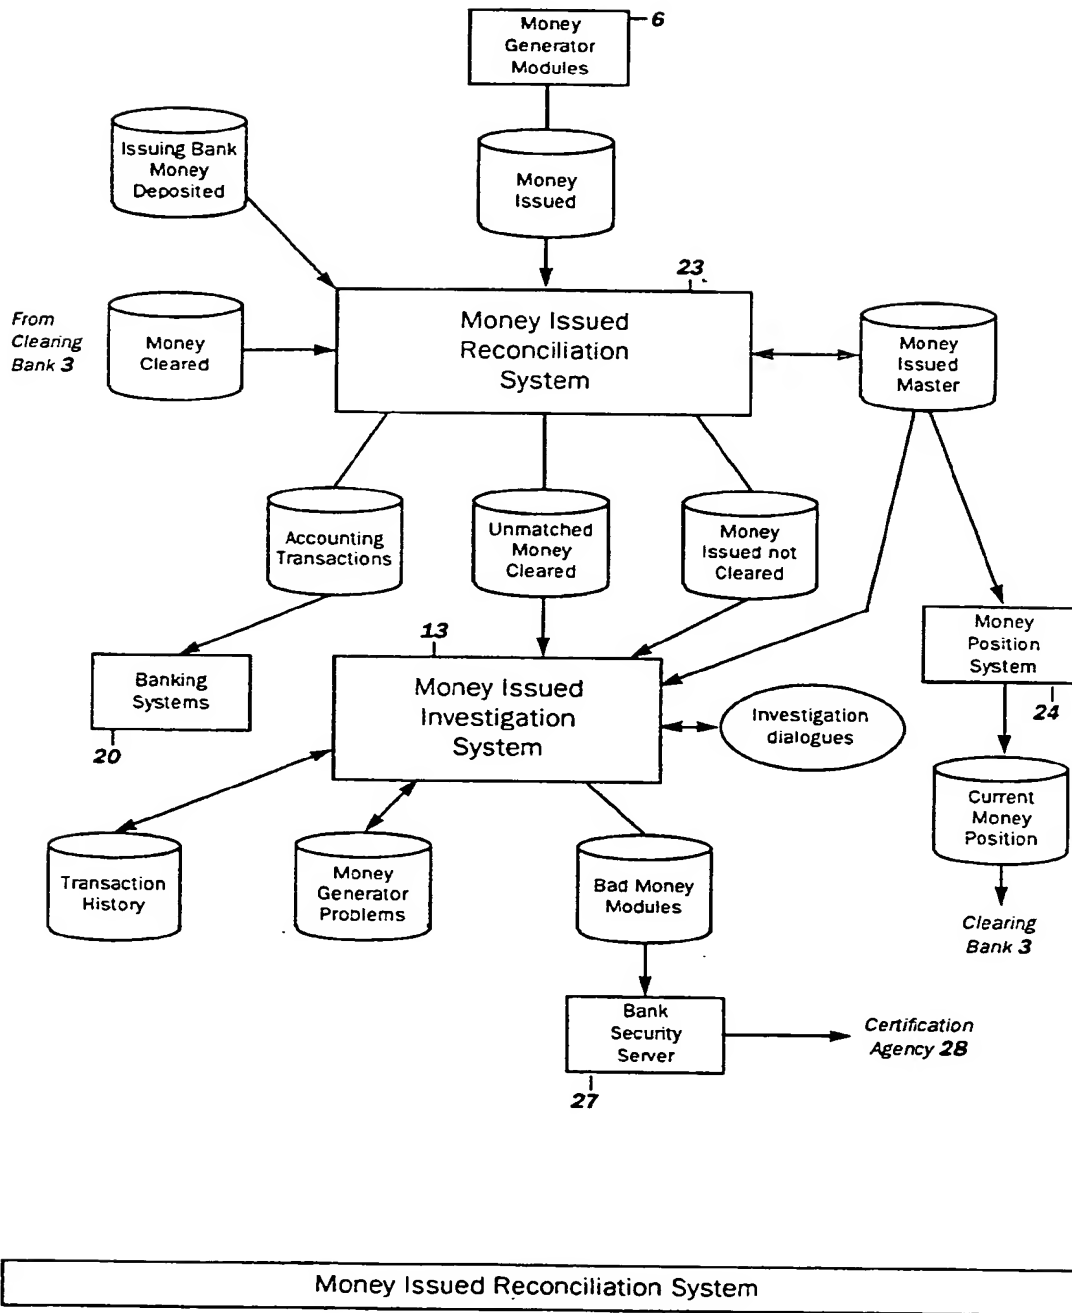 Money
Generator
Modules
6
Issuing Bank
Money
Deposited
Money
Issued
23
From
Clearing
Bank 3
Money
Cleared
Money Issued
Reconciliation
System
Money
Issued
Master
Accounting
Transactions
Unmatched
Money
Cleared
Money
Issued not
Cleared
13
Banking
Systems
20
Money Issued
Investigation
System
Investigation
dialogues
Money
Position
System
24
Transaction
History
Money
Generator
Problems
Bad Money
Modules
Current
Money
Position
Clearing
Bank 3
Bank
Security
Server
27
Certification
Agency 28
Money Issued Reconciliation System